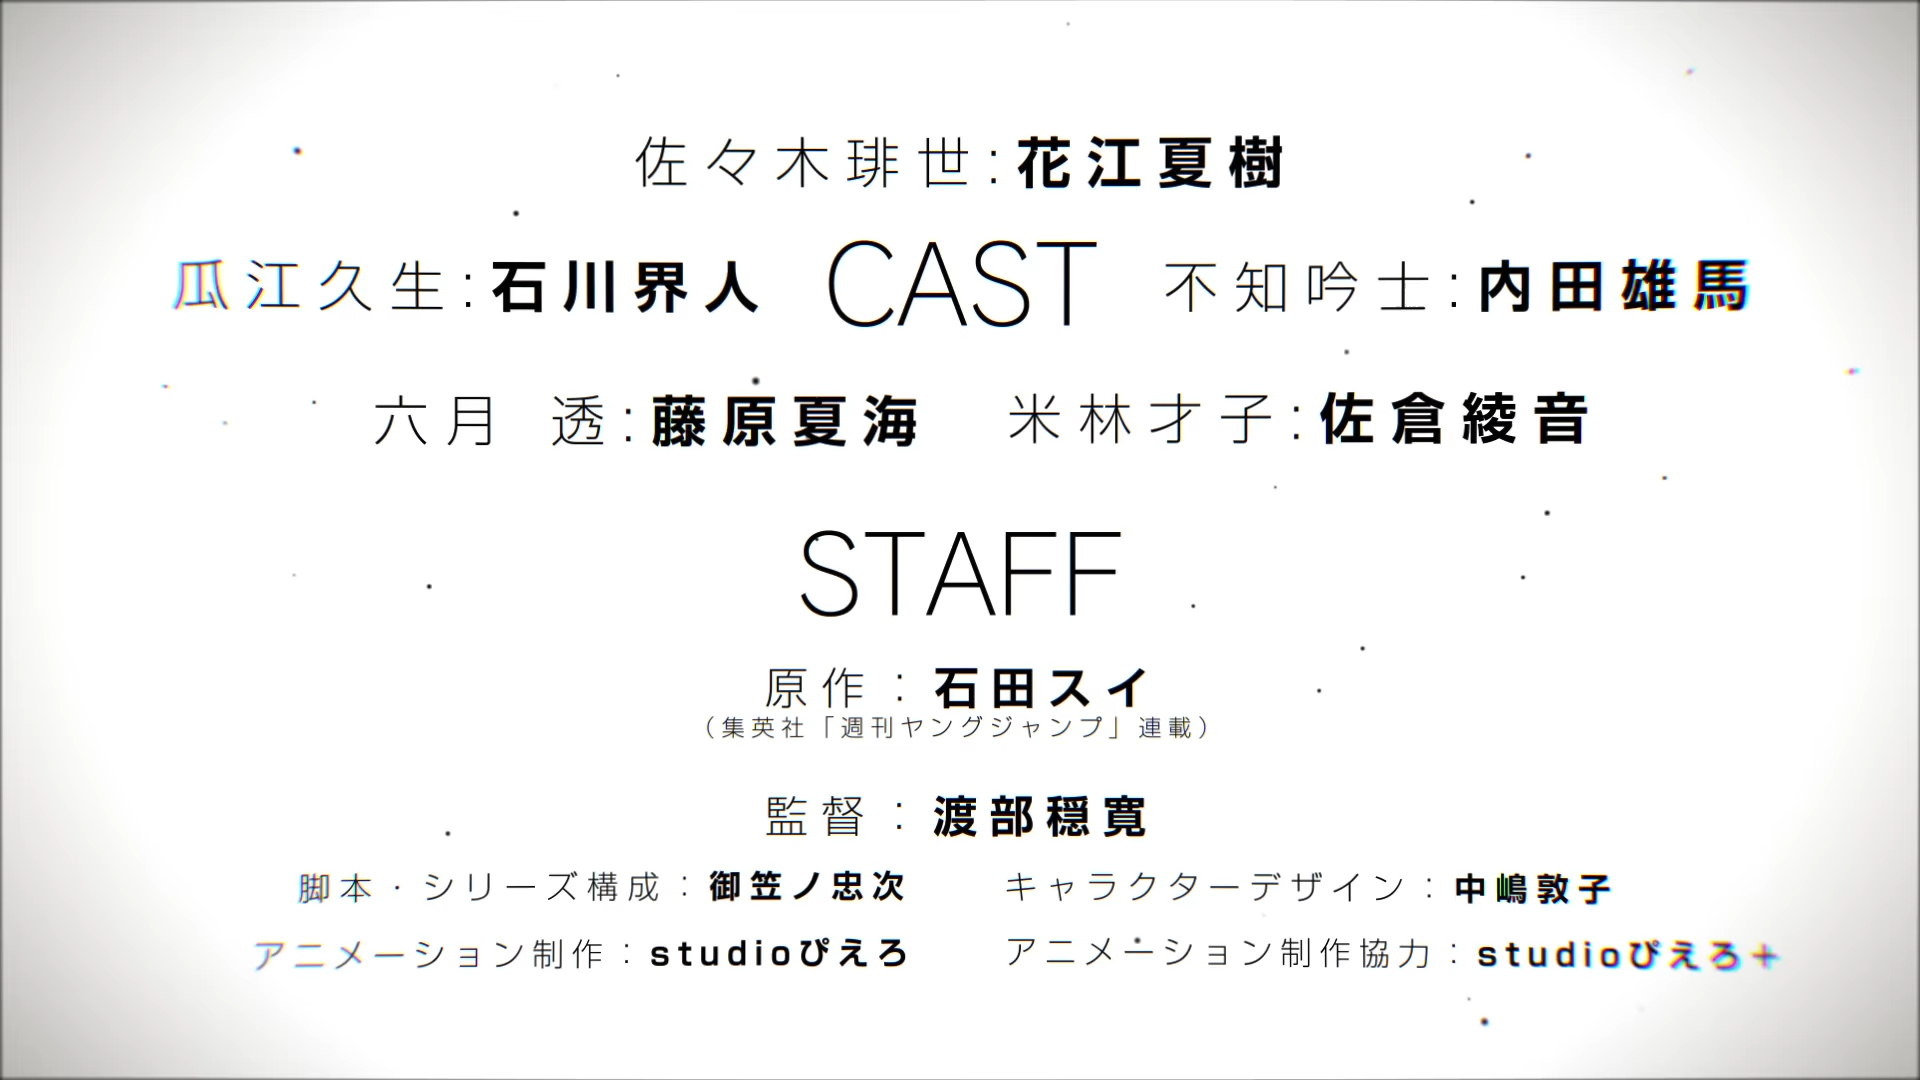 佐々木琲世:花江夏樹
CAST
瓜江久生:石川界人 不知吟士:内田雄馬
六月 透:藤原夏海 米林才子:佐倉綾音
STAFF
原作：石田スイ
（集英社「週刊ヤングジャンプ」連載）
監督：渡部穏寛
脚本・シリーズ構成：御笠ノ忠次 キャラクターデザイン：中嶋敦子
アニメーション制作：studioぴえろ アニメーション制作協力：studioぴえろ＋